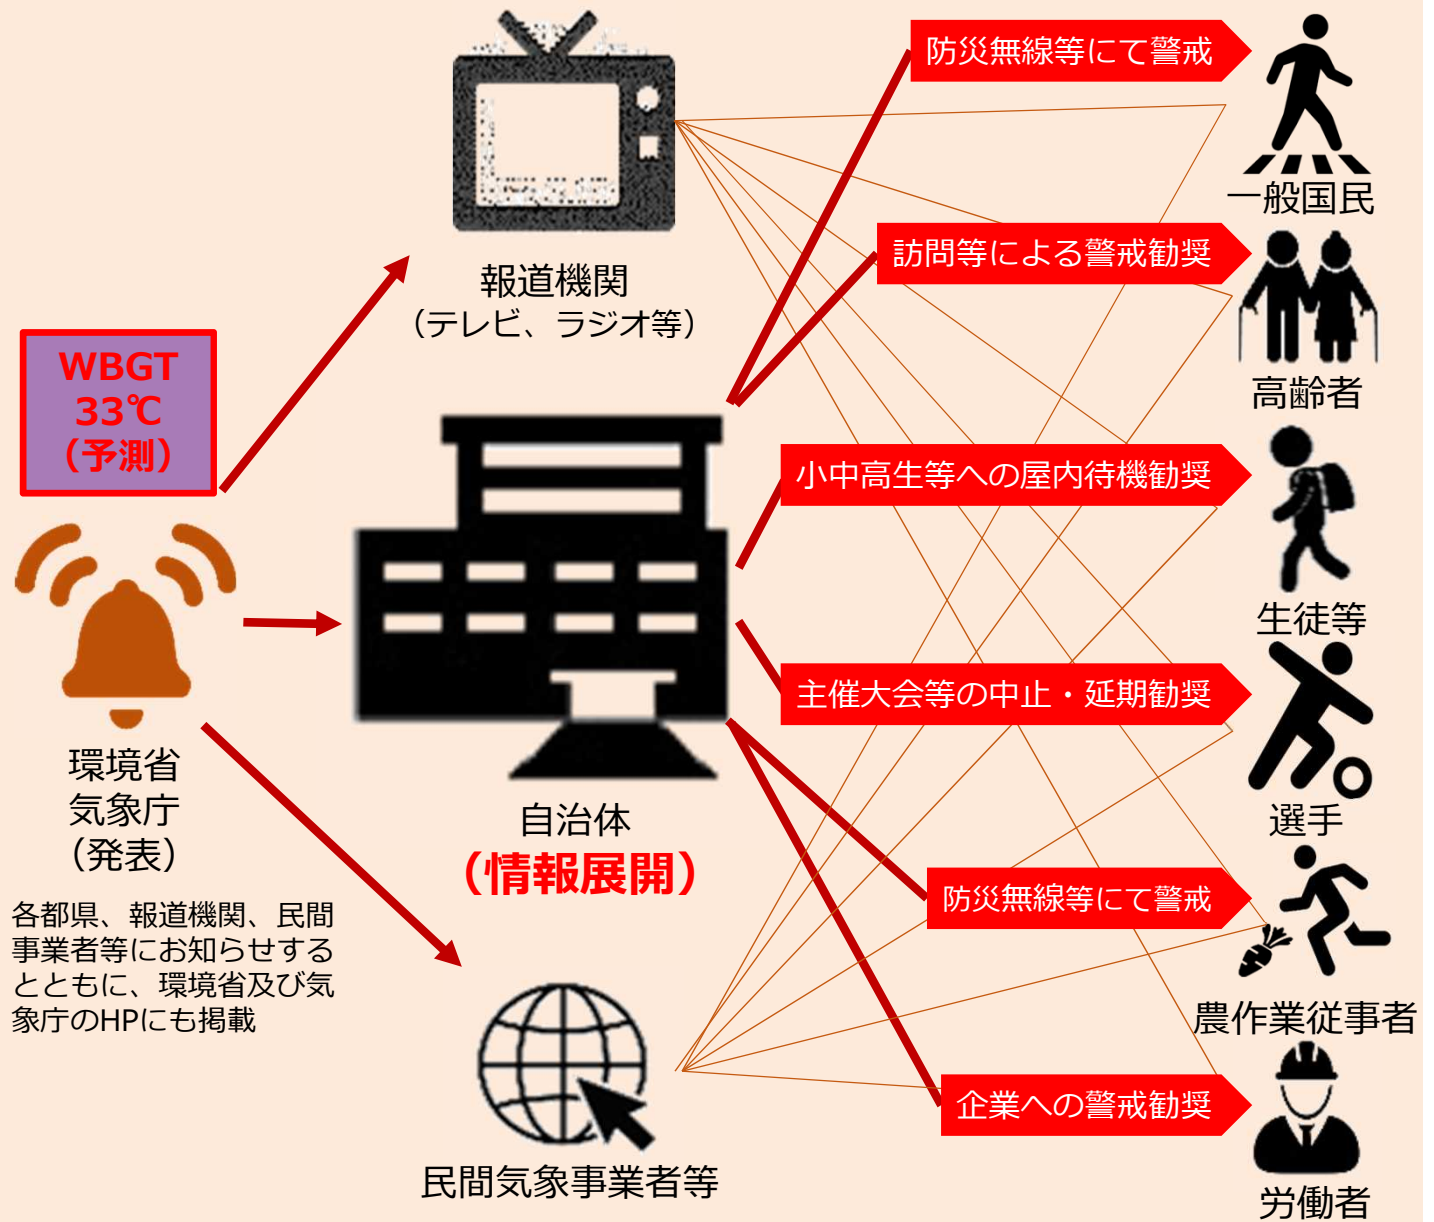 WBGT
33℃
（予測）
環境省
気象庁
（発表）
各都県、報道機関、民間
事業者等にお知らせする
とともに、環境省及び気
象庁のHPにも掲載
報道機関
（テレビ、ラジオ等）
自治体
（情報展開）
民間気象事業者等
防災無線等にて警戒
一般国民
訪問等による警戒勧奨
高齢者
小中高生等への屋内待機勧奨
生徒等
主催大会等の中止・延期勧奨
選手
防災無線等にて警戒
農作業従事者
企業への警戒勧奨
労働者